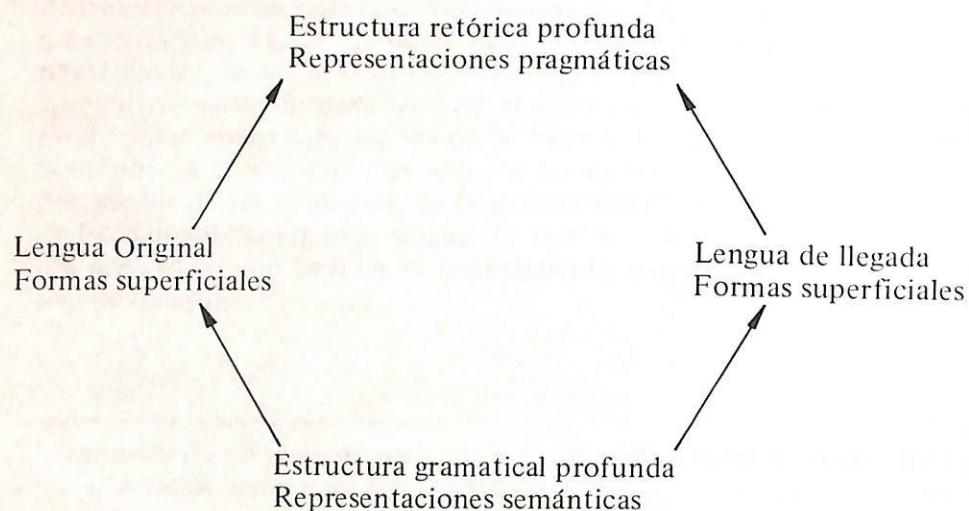 Estructura retórica profunda
Representaciones pragmáticas
Lengua Original
Formas superficiales
Lengua de llegada
Formas superficiales
Estructura gramatical profunda
Representaciones semánticas